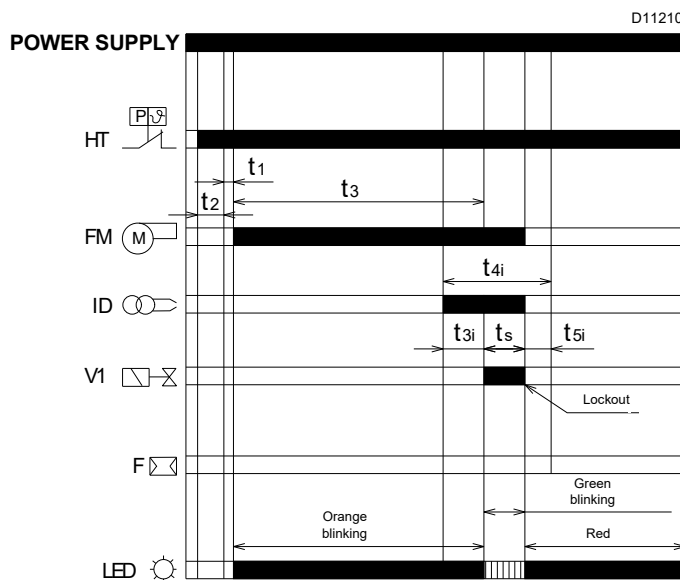 D11210
POWER SUPPLY
P ϑ
HT
t1
t3
t2
FM M
t4i
ID
t3i ts t5i
V1
Lockout
F
Green
blinking
Orange
blinking
Red
LED